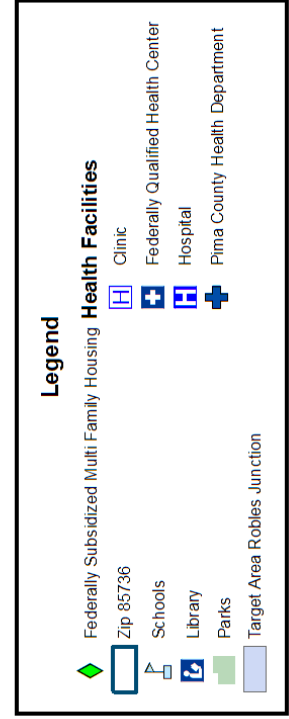 Legend
Federally Subsidized Multi Family Housing
Zip 85736
Schools
Library
Parks
Target Area Robles Junction
Health Facilities
H Clinic
Federally Qualified Health Center
H Hospital
Pima County Health Department